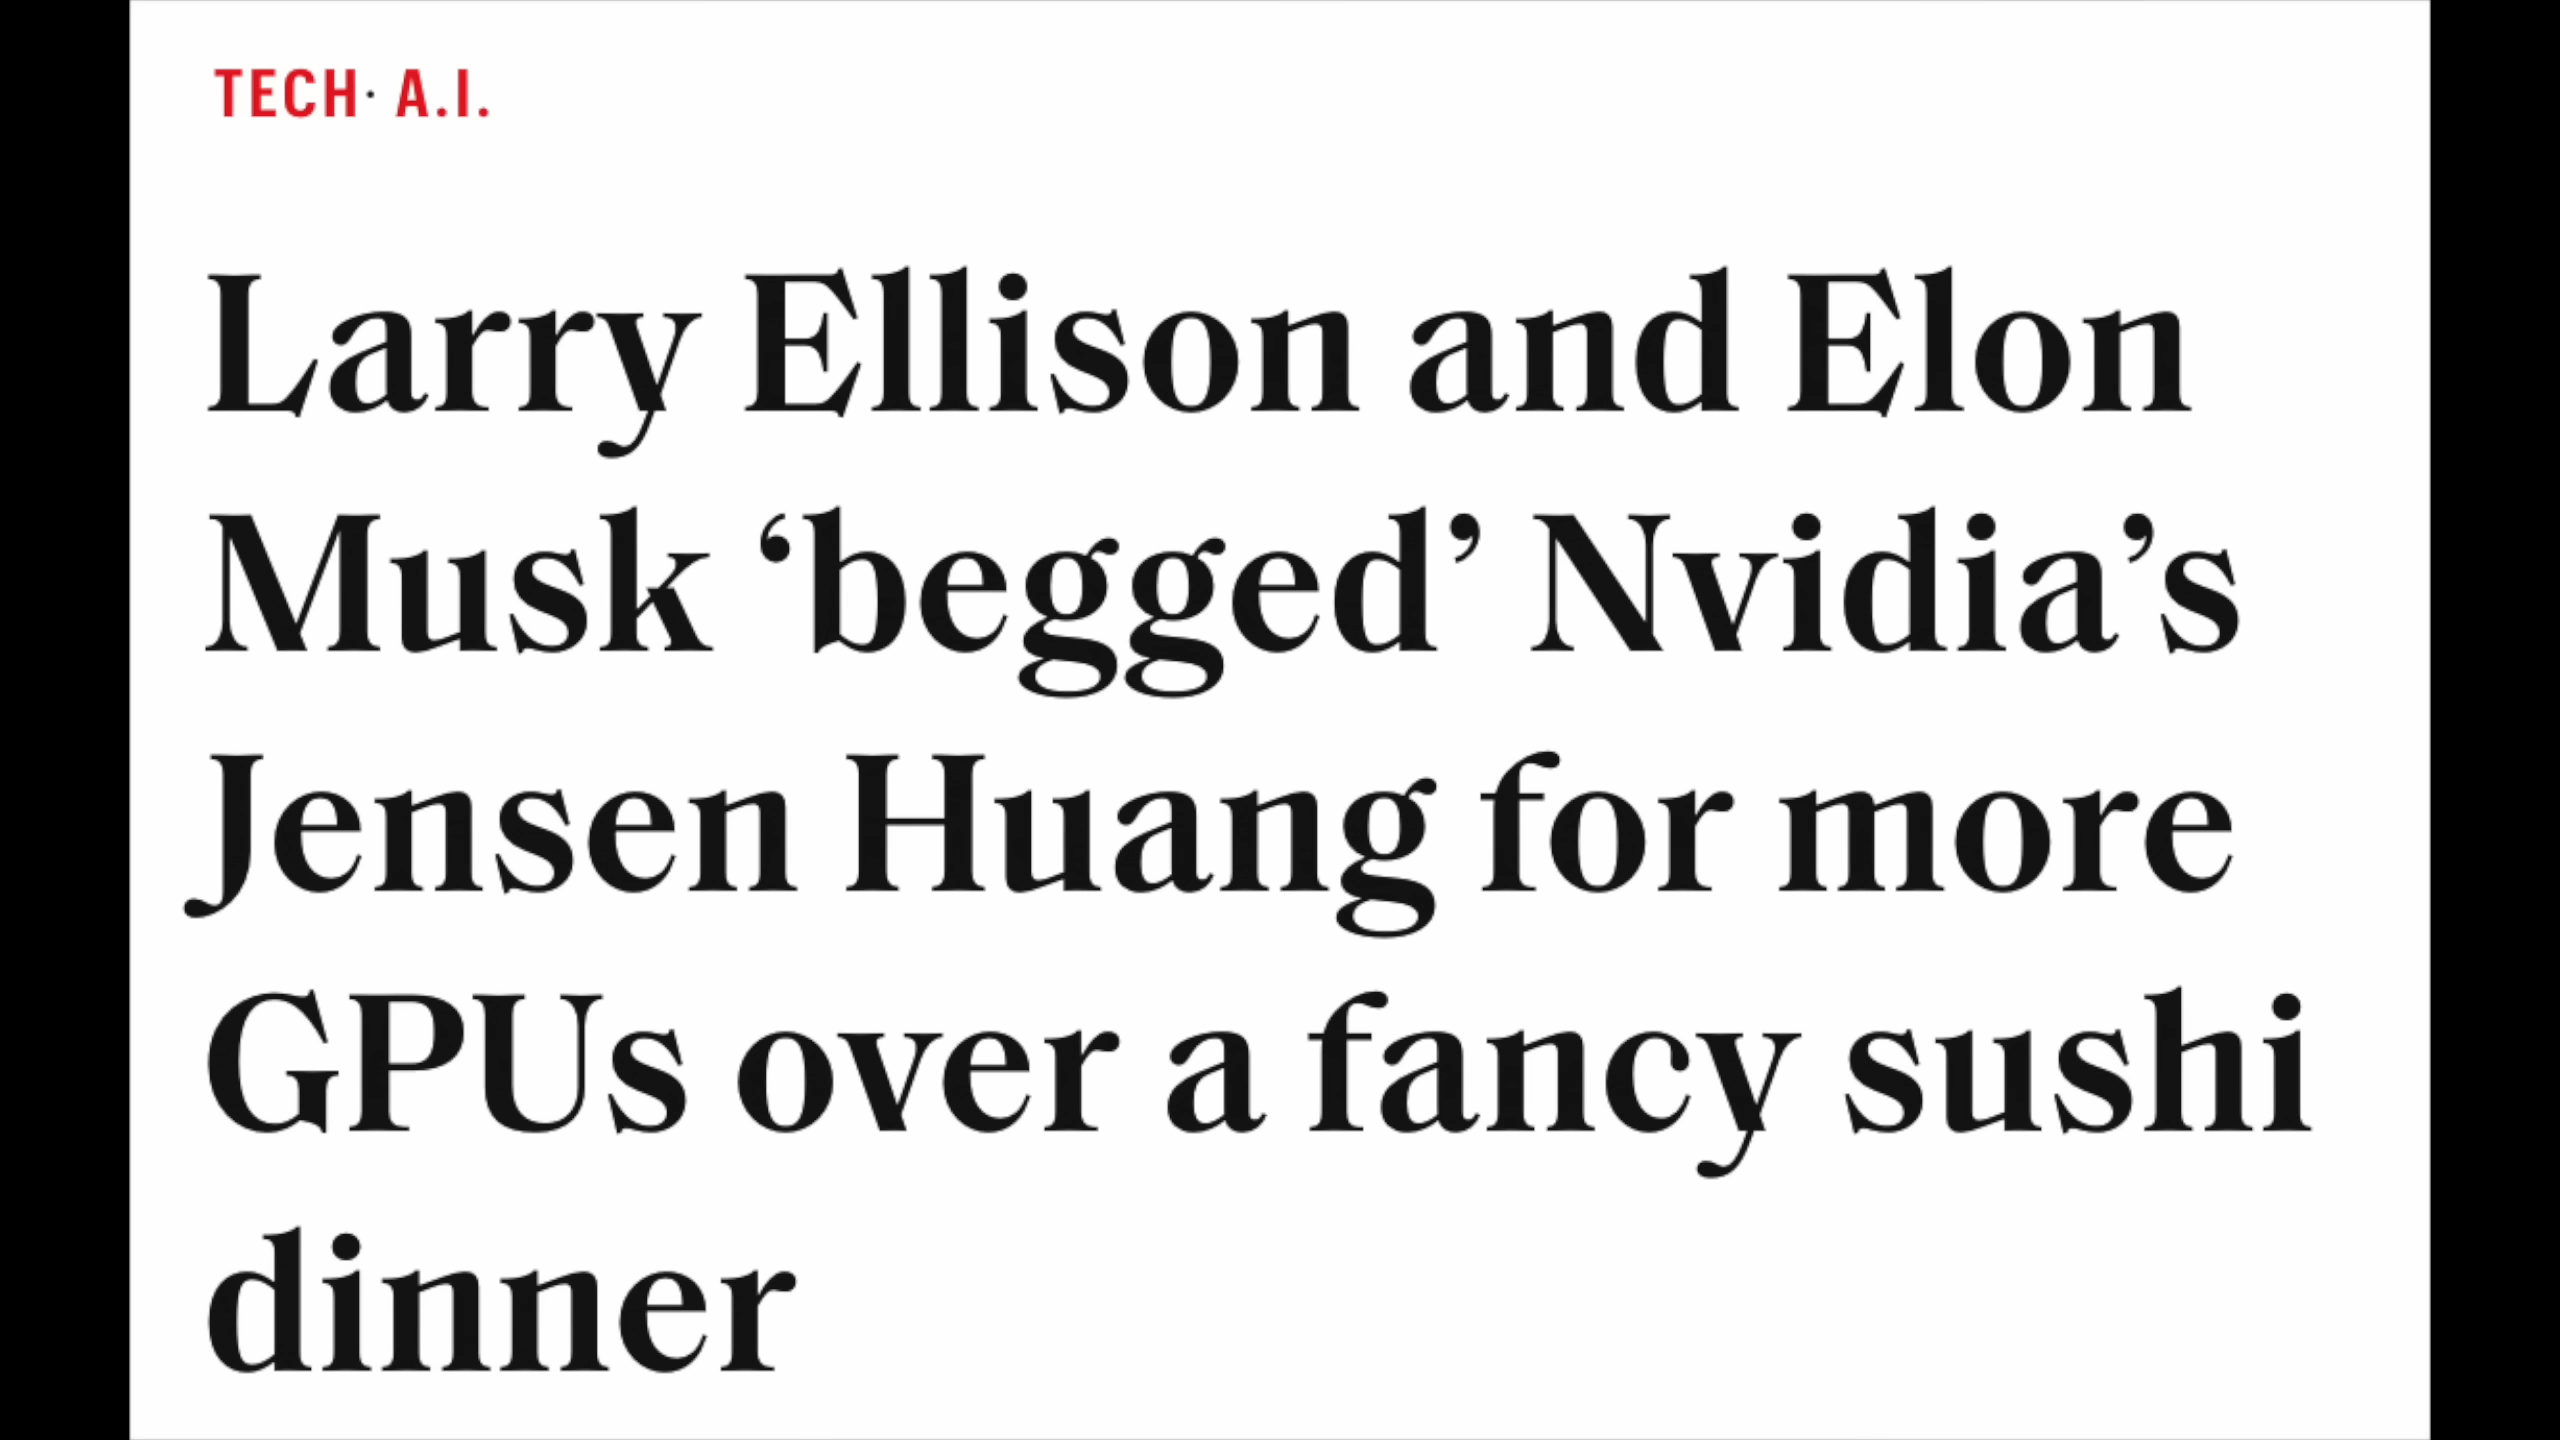 TECH· A.I.
Larry Ellison and Elon
Musk ‘begged’ Nvidia’s
Jensen Huang for more
GPUs over a fancy sushi
dinner